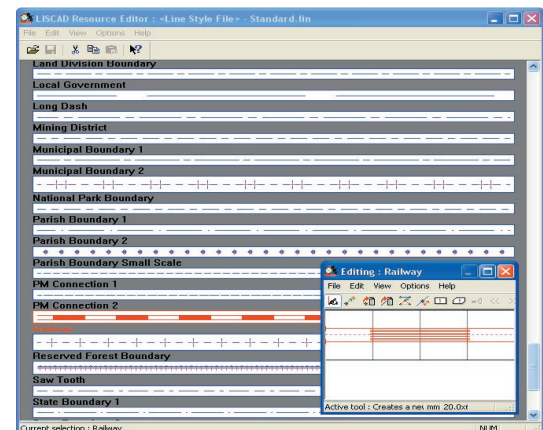 LISCAD Resource Editor : <Line Style File> - Standard.lin
File Edit View Options Help
Land Division Boundary
Local Government
Long Dash
Mining District
Municipal Boundary 1
Municipal Boundary 2
National Park Boundary
Parish Boundary 1
Parish Boundary 2
Parish Boundary Small Scale
PM Connection 1
PM Connection 2
Railway
Reserved Forest Boundary
Saw Tooth
State Boundary 1
Editing : Railway
File Edit View Options Help
Active tool : Creates a nev mm 20.0x
Current selection : Railway
NUM